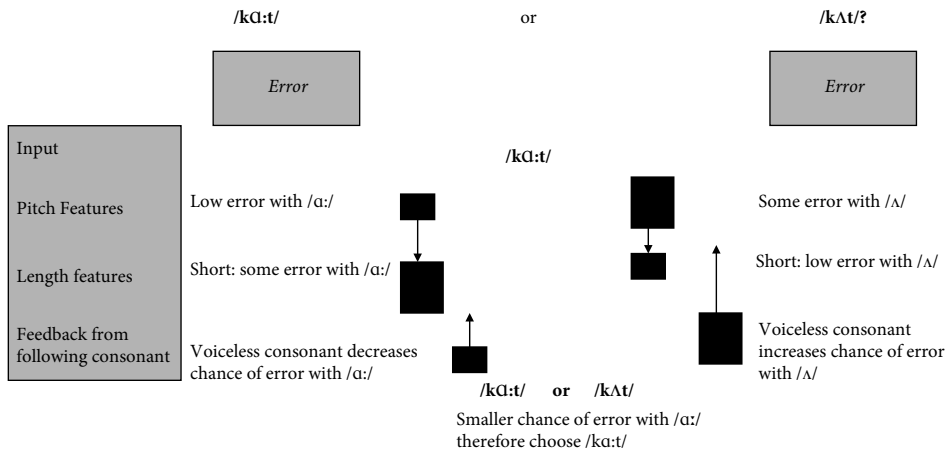 /kɑ:t/ or /kʌt/?
Error Error
Input
/kɑ:t/
Pitch Features Low error with /ɑ:/ Some error with /ʌ/
Length features Short: some error with /ɑ:/ Short: low error with /ʌ/
Feedback from
following consonant
Voiceless consonant decreases
chance of error with /ɑ:/
Voiceless consonant
increases chance of error
with /ʌ/
/kɑ:t/ or /kʌt/
Smaller chance of error with /ɑ:/
therefore choose /kɑ:t/